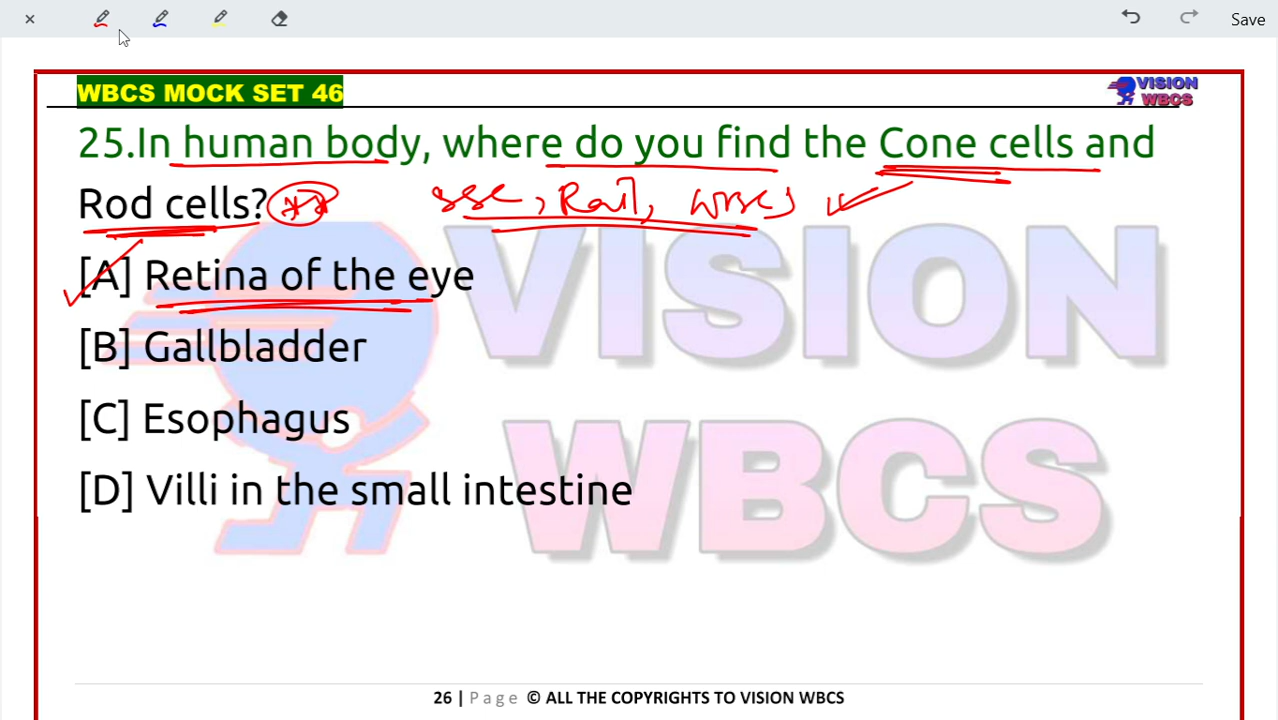 Save
WBCS MOCK SET 46
VISION
WBCS
25.In human body, where do you find the Cone cells and
Rod cells? ** SSC, Rail, WBCS
[A] Retina of the eye
[B] Gallbladder
[C] Esophagus
[D] Villi in the small intestine
VISION
WBCS
26 | Page © ALL THE COPYRIGHTS TO VISION WBCS